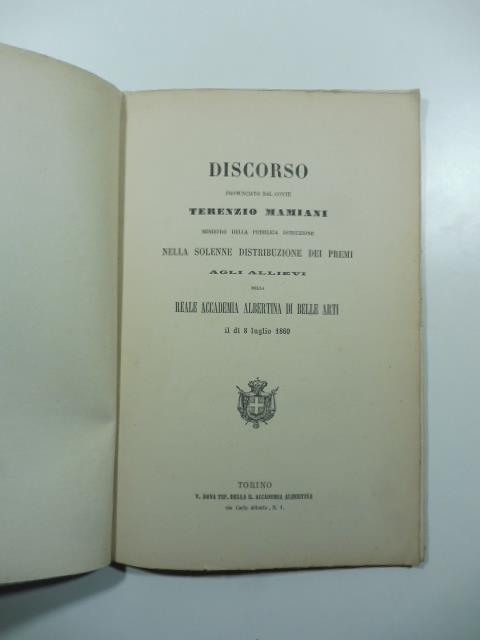 DISCORSO
PRONUNCIATO DAL CONTE
TERENZIO MAMIANI
MINISTRO DELLA PUBBLICA ISTRUZIONE
NELLA SOLENNE DISTRIBUZIONE DEI PREMI
AGLI ALLIEVI
DELLA
REALE ACCADEMIA ALBERTINA DI BELLE ARTI
il dì 8 luglio 1860
TORINO
V. BONA TIP. DELLA R. ACCADEMIA ALBERTINA
via Carlo Alberto, N. 1.